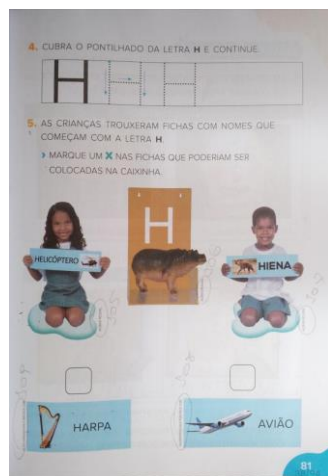 4. CUBRA O PONTILHADO DA LETRA H E CONTINUE.
H
5. AS CRIANÇAS TROUXERAM FICHAS COM NOMES QUE
COMEÇAM COM A LETRA H.
MARQUE UM X NAS FICHAS QUE PODERIAM SER
COLOCADAS NA CAIXINHA.
H
HELICÓPTERO
HIENA
HARPA
AVIÃO
81